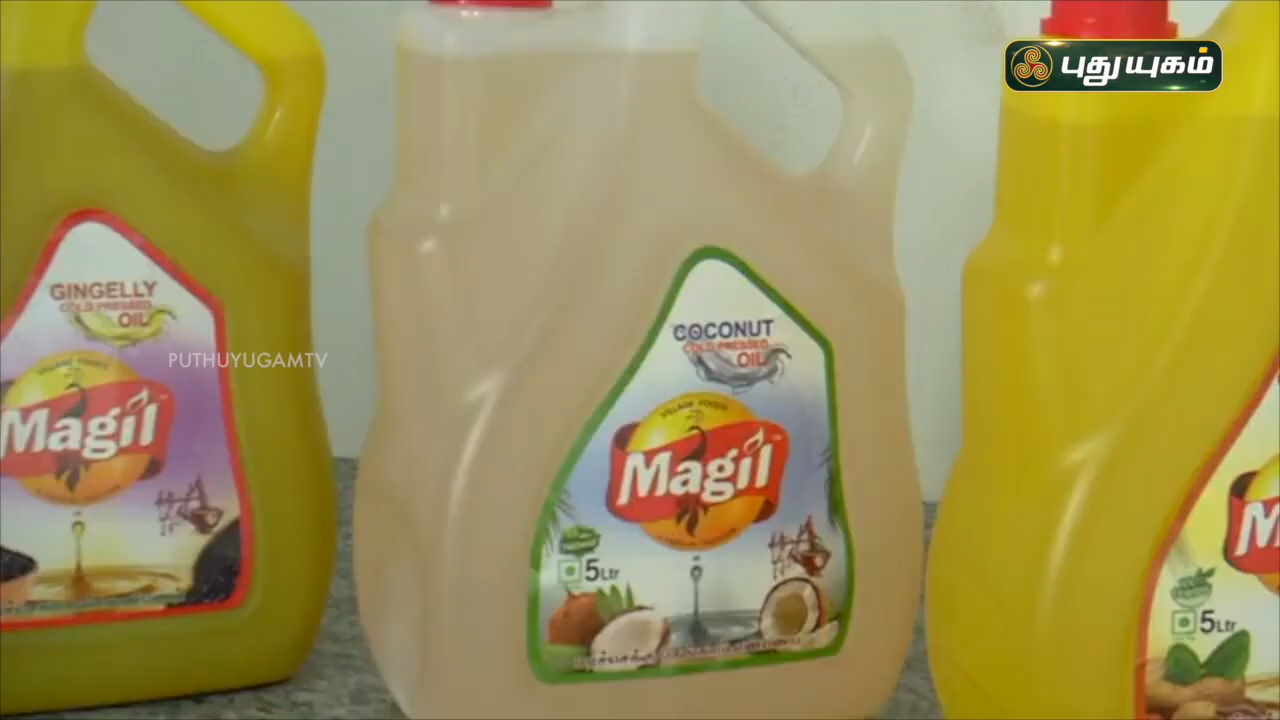 புதுயுகம்
GINGELLY
COLD PRESSED
OIL
Magil
PUTHUYUGAMTV
COCONUT
COLD PRESSED
OIL
VILLAGE FOODS
Magil
5Ltr
5Ltr